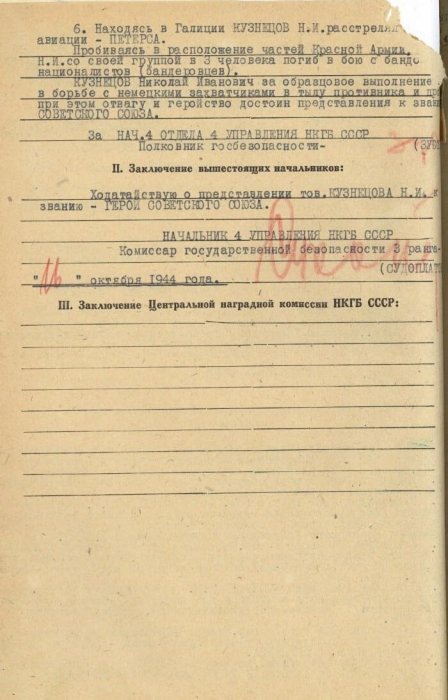 6. Находясь в Галиции КУЗНЕЦОВ Н.И.расстрелял
авиации - ПЕТЕРСА.
Пробиваясь в расположение частей Красной Армии,
Н.И.со своей группой в 3 человека погиб в бою с банд
националистов (бандеровцев).
КУЗНЕЦОВ Николай Иванович за образцовое выполнение
в борьбе с немецкими захватчиками в тылу противника и
при этом отвагу и геройство достоин представления к зва
СОВЕТСКОГО СОЮЗА.
За НАЧ.4 ОТДЕЛА 4 УПРАВЛЕНИЯ НКГБ СССР
Полковник госбезопасности-
(ЗУБ
II. Заключение вышестоящих начальников:
Ходатайствую о представлении тов.КУЗНЕЦОВА Н.И. к
званию - ГЕРОЙ СОВЕТСКОГО СОЮЗА.
НАЧАЛЬНИК 4 УПРАВЛЕНИЯ НКГБ СССР
Комиссар государственной безопасности 3 ранга-
(СУДОПЛАТО
"16" октября 1944 года.
III. Заключение Центральной наградной комиссии НКГБ СССР: